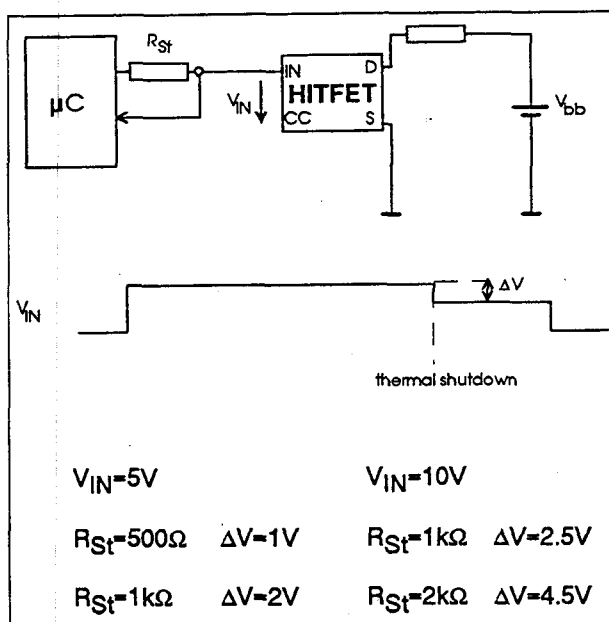 R_St
µC
IN
D
HITFET
V_IN
CC
S
V_bb
V_IN
ΔV
thermal shutdown
V_IN=5V V_IN=10V
R_St=500Ω ΔV=1V R_St=1kΩ ΔV=2.5V
R_St=1kΩ ΔV=2V R_St=2kΩ ΔV=4.5V